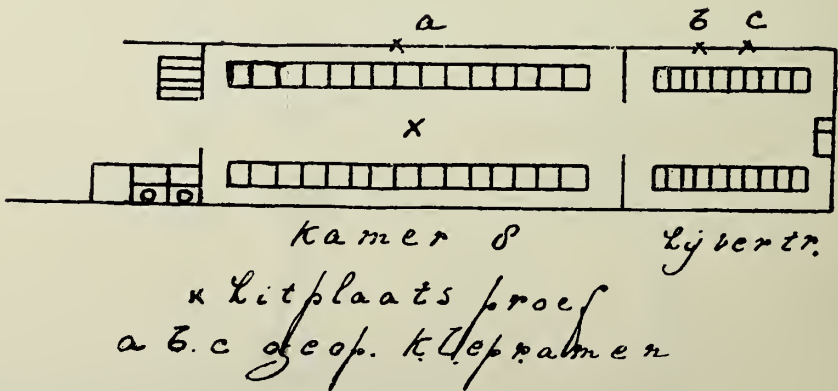 a b c
Kamer 8 Zijvertr.
x Zitplaats proef
a b.c geop. Klepramen